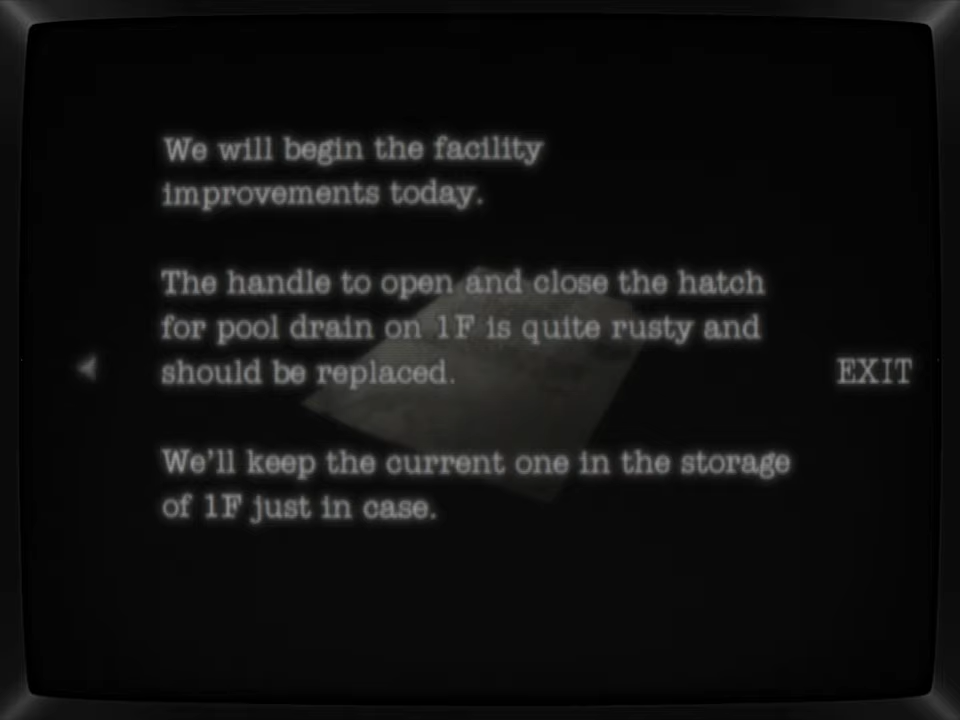 We will begin the facility
improvements today.
The handle to open and close the hatch
for pool drain on 1F is quite rusty and
should be replaced.
EXIT
We'll keep the current one in the storage
of 1F just in case.